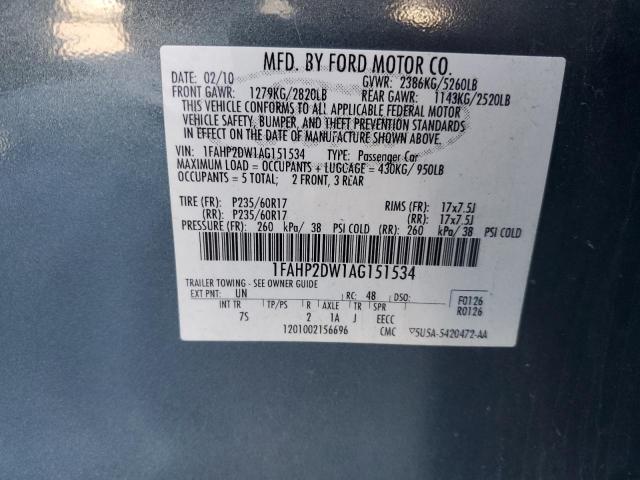 MFD. BY FORD MOTOR CO.
DATE: 02/10 GVWR: 2386KG/5260LB
FRONT GAWR: 1279KG/2820LB REAR GAWR: 1143KG/2520LB
THIS VEHICLE CONFORMS TO ALL APPLICABLE FEDERAL MOTOR
VEHICLE SAFETY, BUMPER, AND THEFT PREVENTION STANDARDS
IN EFFECT ON THE DATE OF MANUFACTURE SHOWN ABOVE.
VIN: 1FAHP2DW1AG151534 TYPE: Passenger Car
MAXIMUM LOAD = OCCUPANTS + LUGGAGE = 430KG/950LB
OCCUPANTS = 5 TOTAL; 2 FRONT, 3 REAR
TIRE (FR): P235/60R17 RIMS (FR): 17x7.5J
(RR): P235/60R17 (RR): 17x7.5J
PRESSURE (FR): 260 kPa/ 38 PSI COLD (RR): 260 kPa/ 38 PSI COLD
1FAHP2DW1AG151534
TRAILER TOWING - SEE OWNER GUIDE
EXT PNT: UN RC: 48 DSO: F0126
INT TR TP/PS R AXLE TR SPR R0126
7S 2 1A J EECC
1201002156696 CMC ▽5USA-5420472-AA